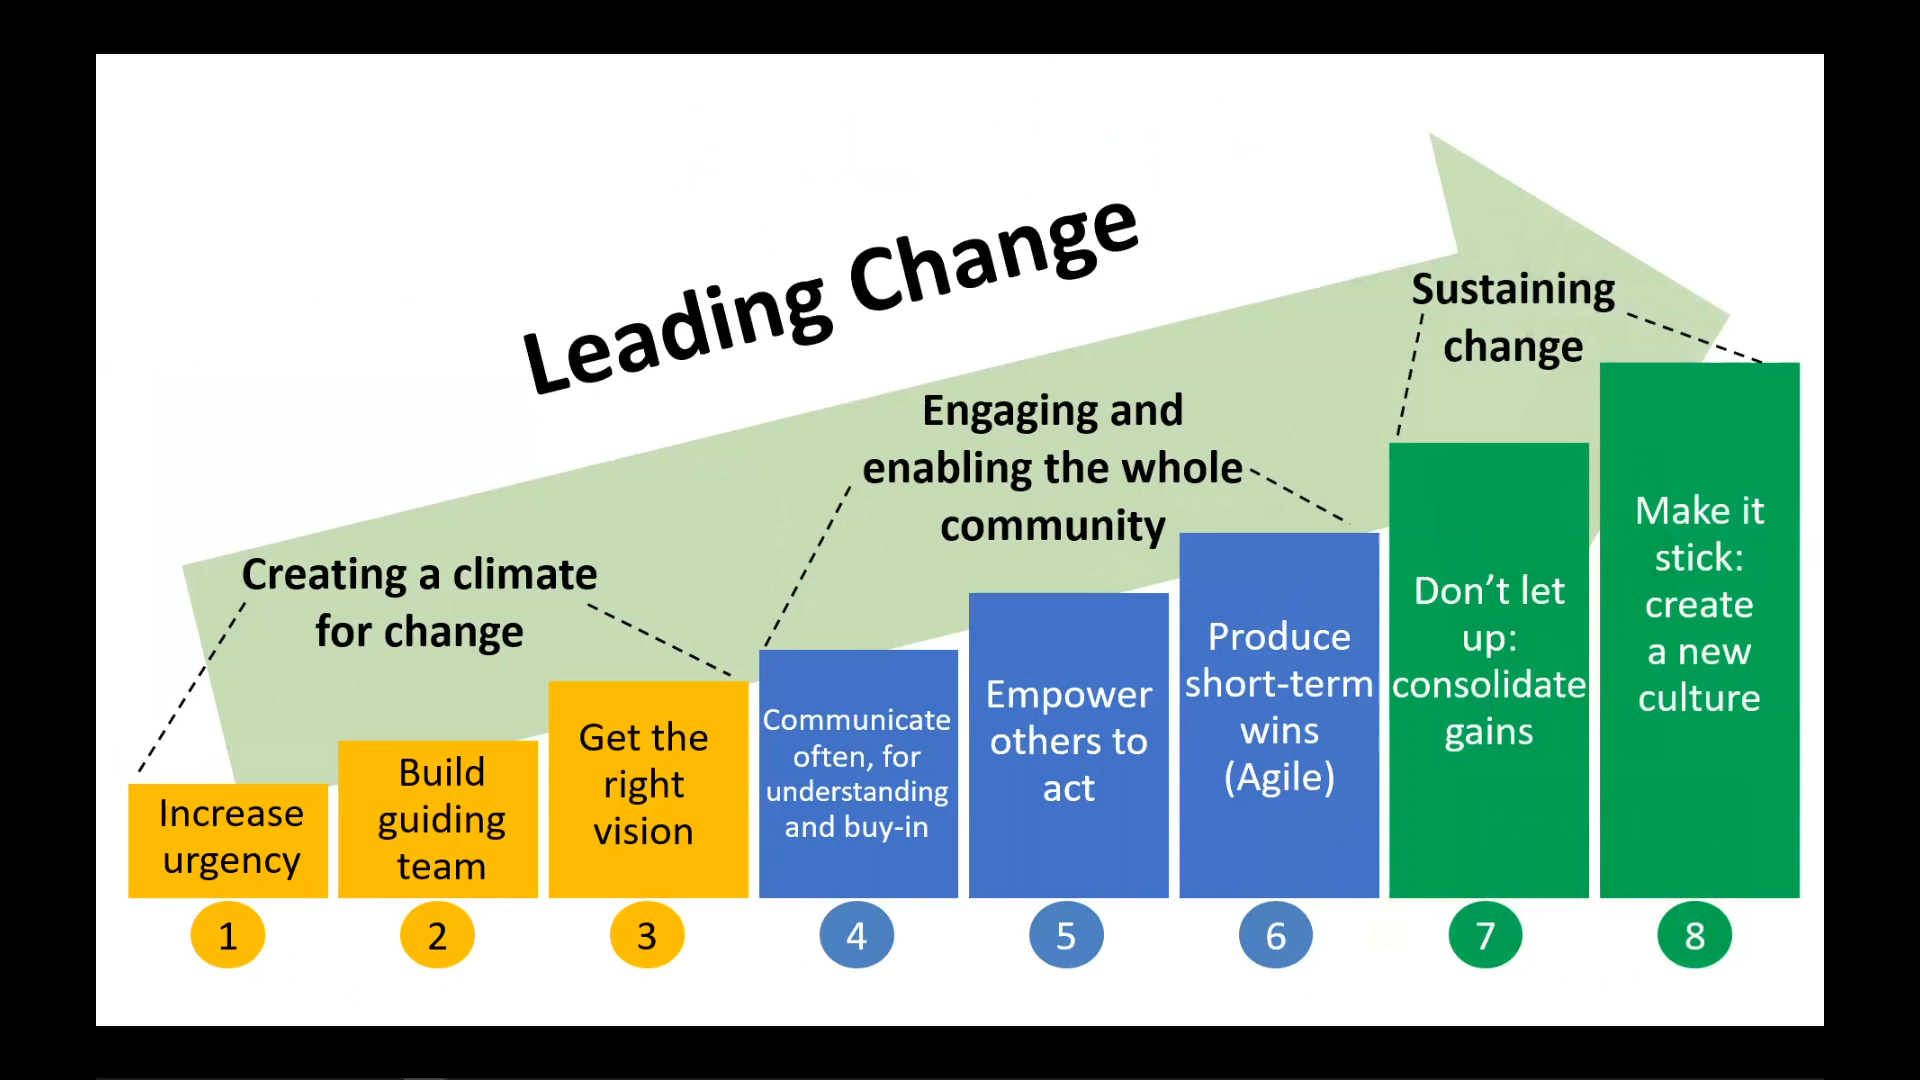 Leading Change
Creating a climate
for change
Engaging and
enabling the whole
community
Sustaining
change
Increase
urgency
Build
guiding
team
Get the
right
vision
Communicate
often, for
understanding
and buy-in
Empower
others to
act
Produce
short-term
wins
(Agile)
Don’t let
up:
consolidate
gains
Make it
stick:
create
a new
culture
1
2
3
4
5
6
7
8